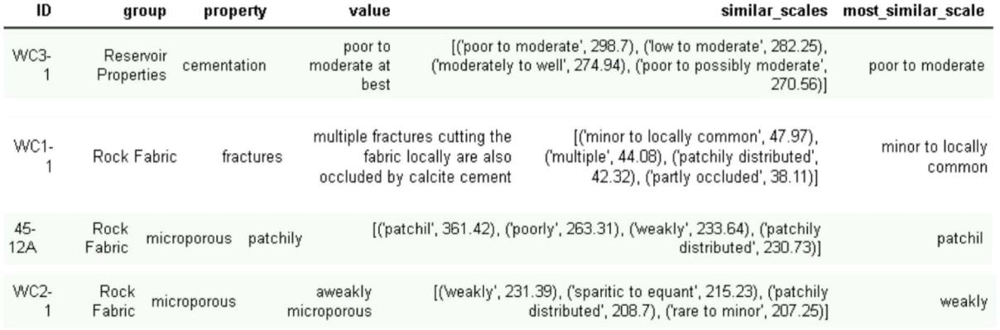 ID group property value similar_scales most_similar_scale
WC3-1 Reservoir Properties cementation poor to moderate at best [('poor to moderate', 298.7), ('low to moderate', 282.25), ('moderately to well', 274.94), ('poor to possibly moderate', 270.56)] poor to moderate
WC1-1 Rock Fabric fractures multiple fractures cutting the fabric locally are also occluded by calcite cement [('minor to locally common', 47.97), ('multiple', 44.08), ('patchily distributed', 42.32), ('partly occluded', 38.11)] minor to locally common
45-12A Rock Fabric microporous patchily [('patchil', 361.42), ('poorly', 263.31), ('weakly', 233.64), ('patchily distributed', 230.73)] patchil
WC2-1 Rock Fabric microporous aweakly microporous [('weakly', 231.39), ('sparitic to equant', 215.23), ('patchily distributed', 208.7), ('rare to minor', 207.25)] weakly